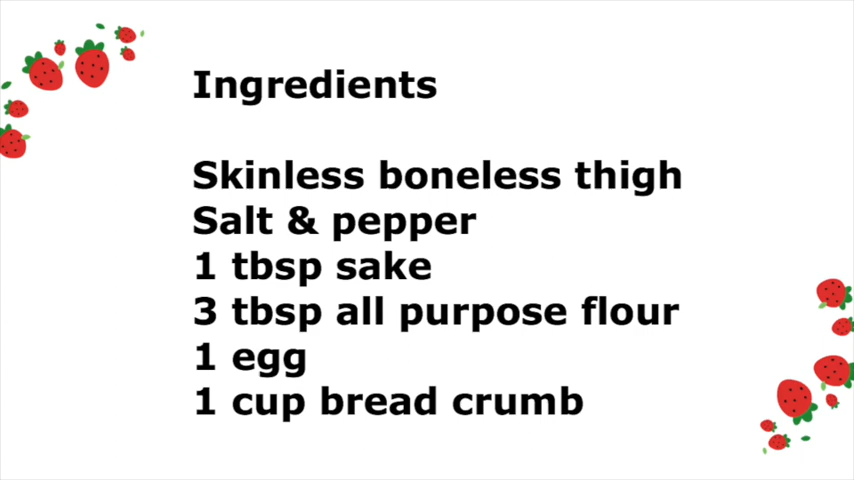 Ingredients
Skinless boneless thigh
Salt & pepper
1 tbsp sake
3 tbsp all purpose flour
1 egg
1 cup bread crumb